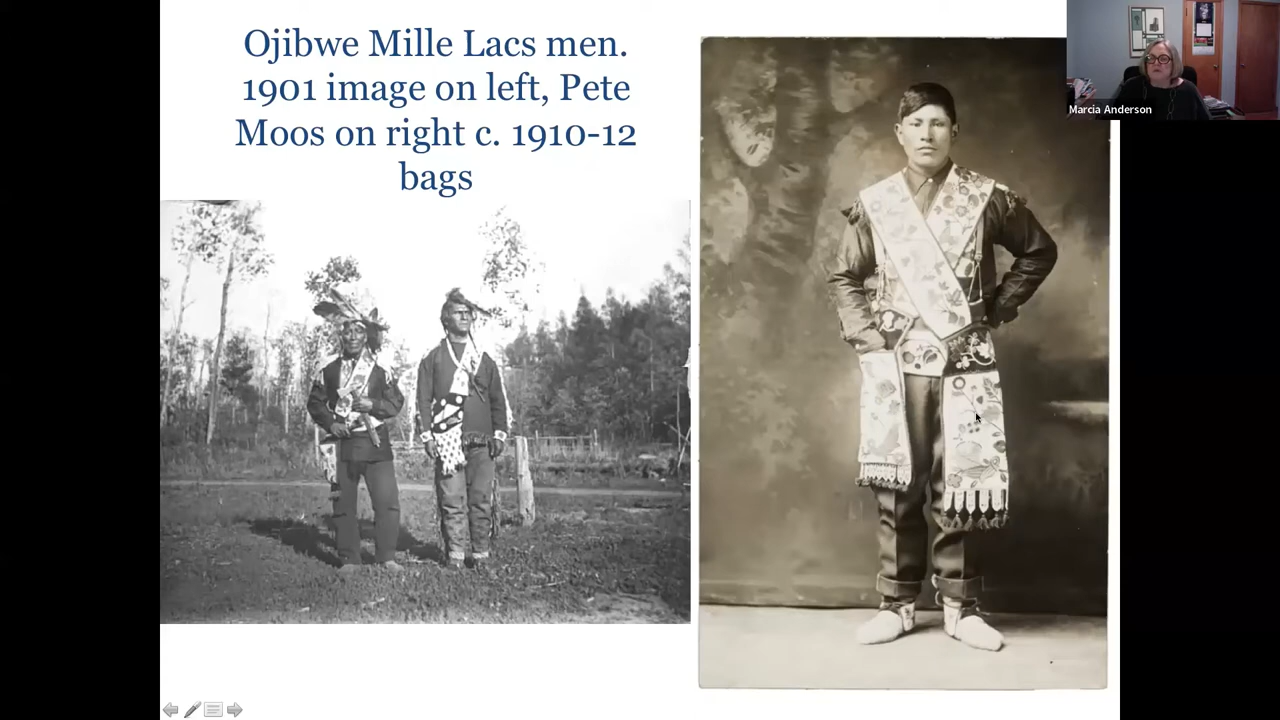 Ojibwe Mille Lacs men.
1901 image on left, Pete
Moos on right c. 1910-12
bags
Marcia Anderson